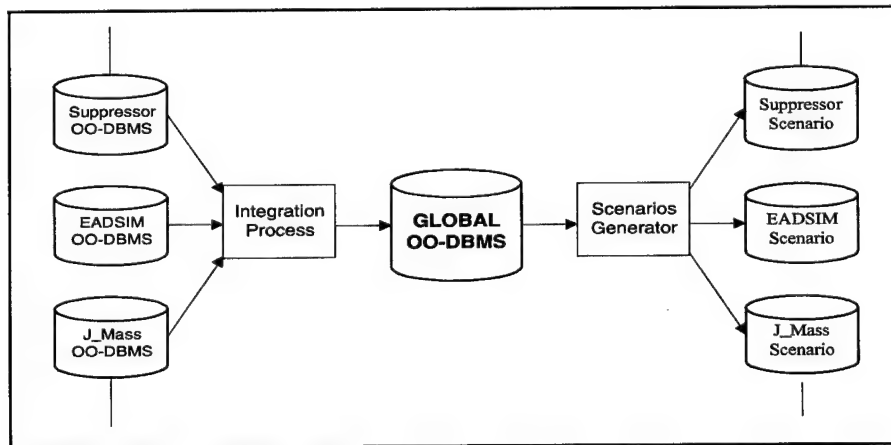 Suppressor
OO-DBMS
EADSIM
OO-DBMS
J_Mass
OO-DBMS
Integration
Process
GLOBAL
OO-DBMS
Scenarios
Generator
Suppressor
Scenario
EADSIM
Scenario
J_Mass
Scenario